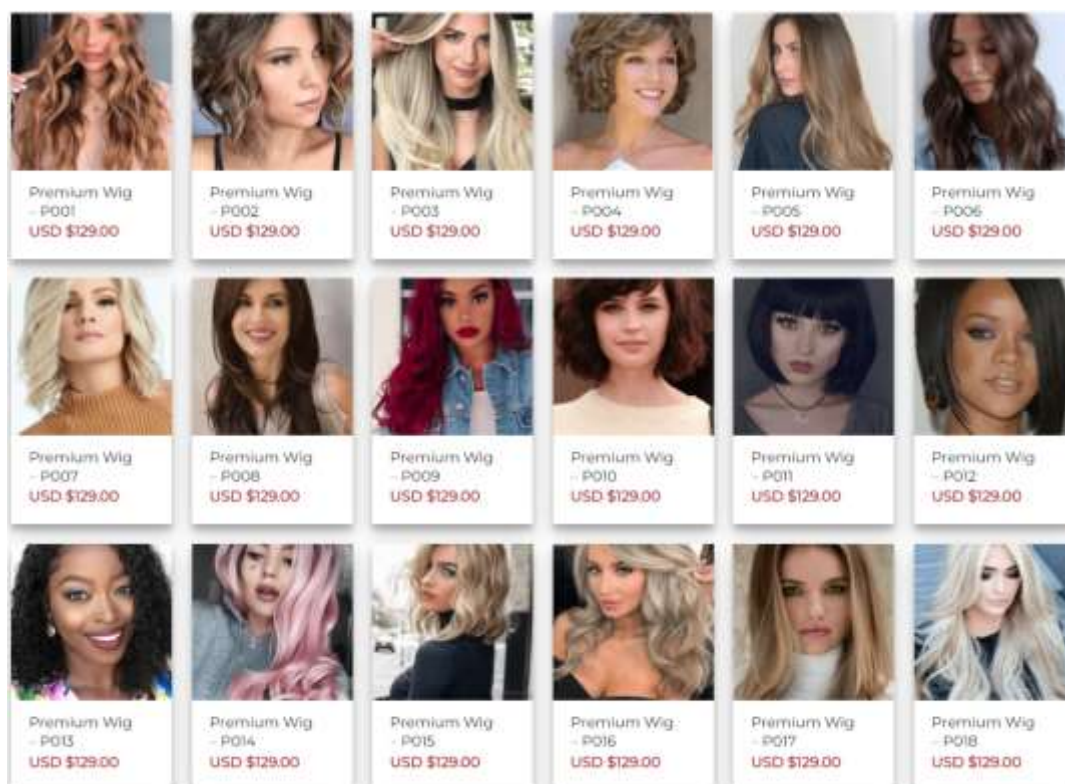 Premium Wig
- P001
USD $129.00
Premium Wig
- P002
USD $129.00
Premium Wig
- P003
USD $129.00
Premium Wig
- P004
USD $129.00
Premium Wig
- P005
USD $129.00
Premium Wig
- P006
USD $129.00
Premium Wig
- P007
USD $129.00
Premium Wig
- P008
USD $129.00
Premium Wig
- P009
USD $129.00
Premium Wig
- P010
USD $129.00
Premium Wig
- P011
USD $129.00
Premium Wig
- P012
USD $129.00
Premium Wig
- P013
USD $129.00
Premium Wig
- P014
USD $129.00
Premium Wig
- P015
USD $129.00
Premium Wig
- P016
USD $129.00
Premium Wig
- P017
USD $129.00
Premium Wig
- P018
USD $129.00